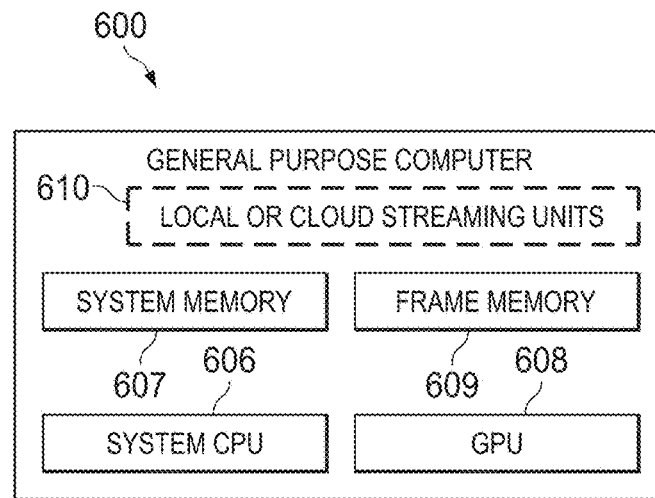 600
GENERAL PURPOSE COMPUTER
610
LOCAL OR CLOUD STREAMING UNITS
SYSTEM MEMORY
FRAME MEMORY
607
606
609
608
SYSTEM CPU
GPU